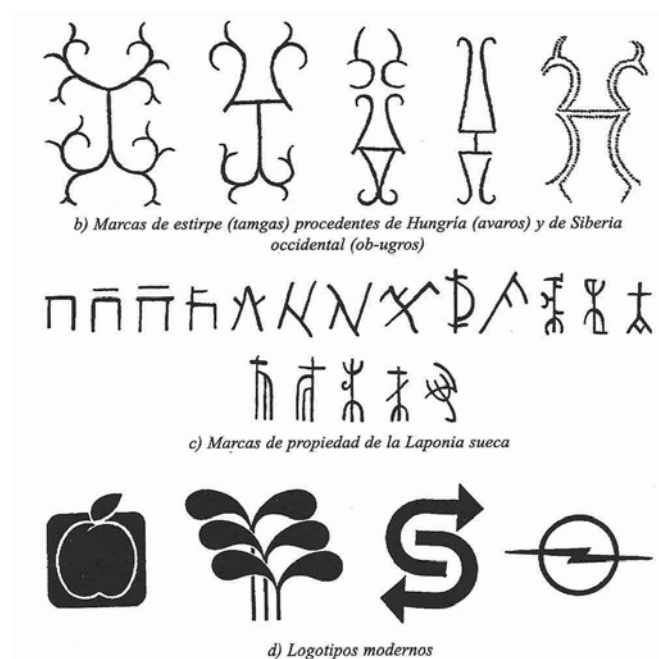 b) Marcas de estirpe (tamgas) procedentes de Hungría (avaros) y de Siberia
occidental (ob-ugros)
c) Marcas de propiedad de la Laponia sueca
d) Logotipos modernos